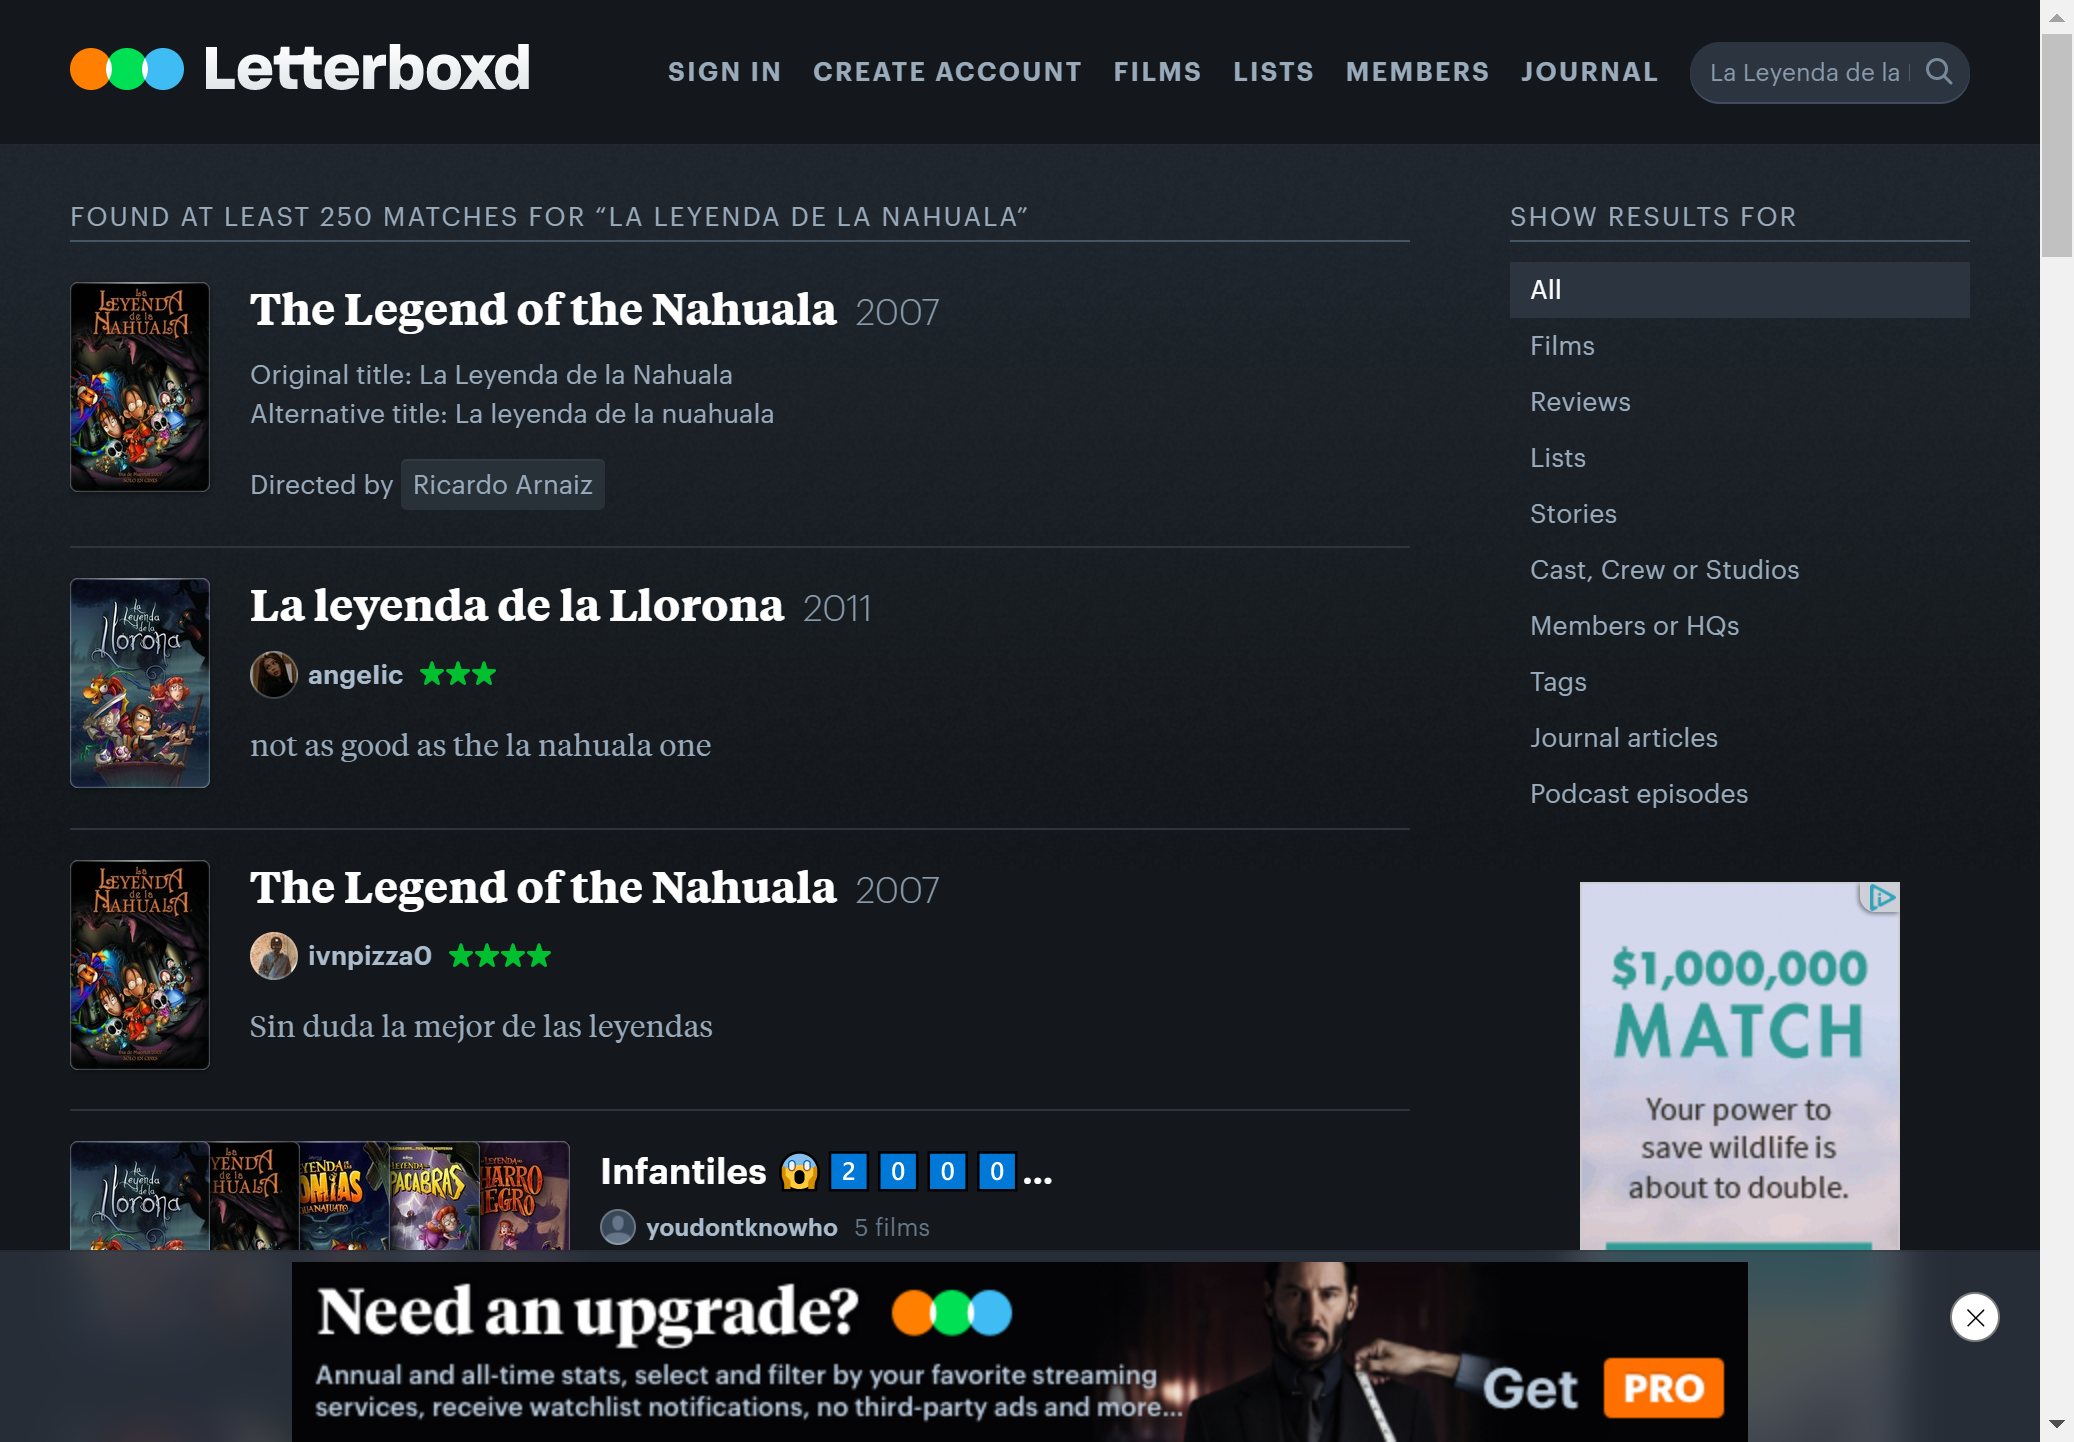 Letterboxd
SIGN IN
CREATE ACCOUNT
FILMS
LISTS
MEMBERS
JOURNAL
La Leyenda de la
FOUND AT LEAST 250 MATCHES FOR “LA LEYENDA DE LA NAHUALA”
La
LEYENDA
de la
NAHUALA
The Legend of the Nahuala 2007
Original title: La Leyenda de la Nahuala
Alternative title: La leyenda de la nuahuala
Directed by Ricardo Arnaiz
la
leyenda
de la
llorona
La leyenda de la Llorona 2011
angelic ★★★
not as good as the la nahuala one
La
LEYENDA
de la
NAHUALA
The Legend of the Nahuala 2007
ivnpizza0 ★★★★
Sin duda la mejor de las leyendas
la
leyenda
de la
llorona
Infantiles 😱 2 0 0 0 ...
youdontknowho 5 films
SHOW RESULTS FOR
All
Films
Reviews
Lists
Stories
Cast, Crew or Studios
Members or HQs
Tags
Journal articles
Podcast episodes
$1,000,000
MATCH
Your power to
save wildlife is
about to double.
Need an upgrade?
Annual and all-time stats, select and filter by your favorite streaming
services, receive watchlist notifications, no third-party ads and more...
Get PRO